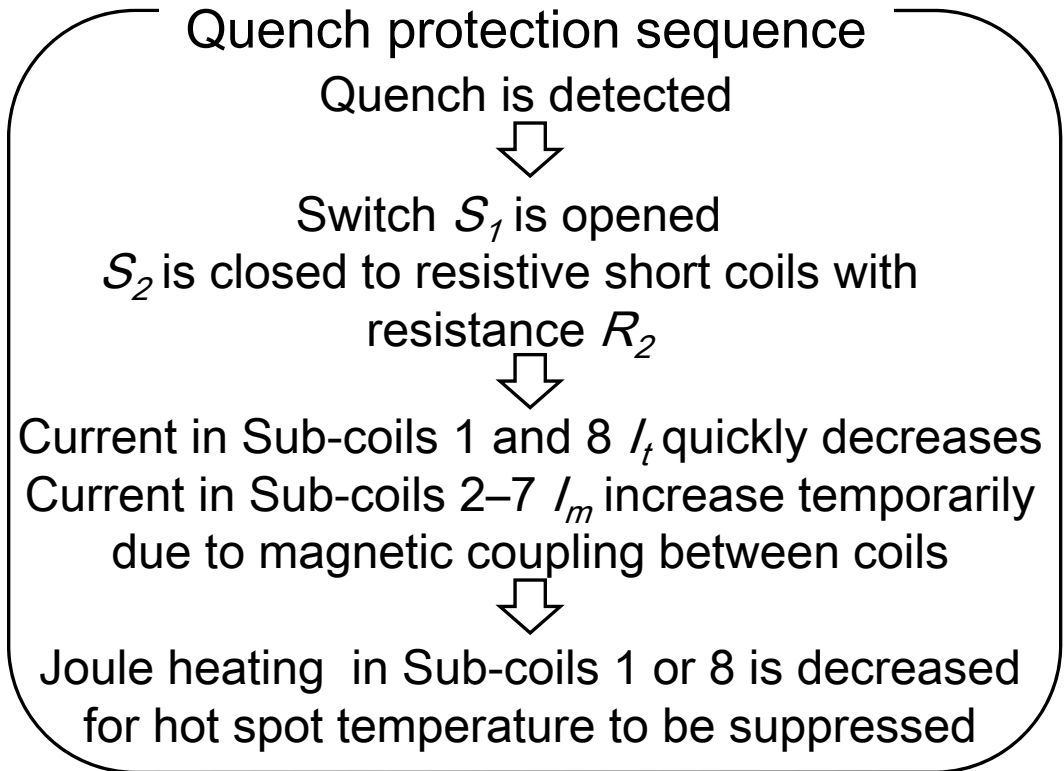 Quench protection sequence
Quench is detected
Switch S₁ is opened
S₂ is closed to resistive short coils with
resistance R₂
Current in Sub-coils 1 and 8 Iₜ quickly decreases
Current in Sub-coils 2–7 Iₘ increase temporarily
due to magnetic coupling between coils
Joule heating in Sub-coils 1 or 8 is decreased
for hot spot temperature to be suppressed